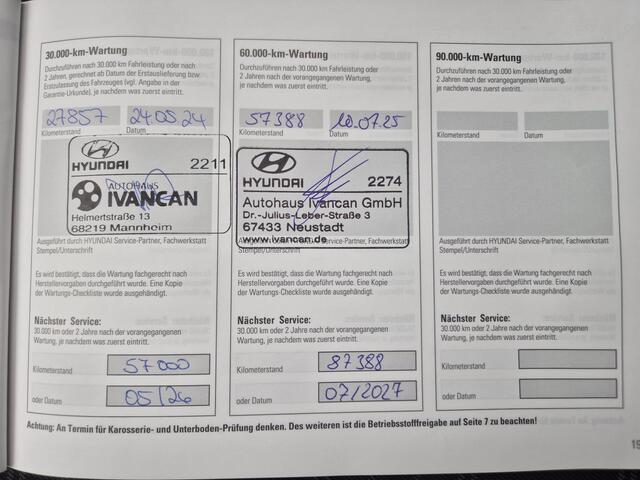 30.000-km-Wartung
Durchzuführen nach 30 000 km Fahrleistung oder nach
2 Jahren, gerechnet ab Datum der Erstauslieferung bzw.
Erstzulassung des Fahrzeuges (vgl. Angabe in der
Garantie-Urkunde), je nachdem was zuerst eintritt.
27857 24.05.24
Kilometerstand Datum
HYUNDAI 2211
AUTOHAUS
IVANCAN
Helmertstraße 13
68219 Mannheim
Ausgeführt durch HYUNDAI Service-Partner, Fachwerkstatt
Stempel/Unterschrift
Es wird bestätigt, dass die Wartung fachgerecht nach
Herstellervorgaben durchgeführt wurde. Eine Kopie
der Wartungs-Checkliste wurde ausgehändigt.
Nächster Service:
30.000 km oder 2 Jahre nach der vorangegangenen
Wartung, je nachdem was zuerst eintritt.
Kilometerstand 57000
oder Datum 05/26
60.000-km-Wartung
Durchzuführen nach 30 000 km Fahrleistung oder
2 Jahren nach der vorangegangenen Wartung,
je nachdem was zuerst eintritt.
57388 10.07.25
Kilometerstand Datum
HYUNDAI 2274
Autohaus Ivancan GmbH
Dr.-Julius-Leber-Straße 3
67433 Neustadt
www.ivancan.de
Ausgeführt durch HYUNDAI Service-Partner, Fachwerkstatt
Stempel/Unterschrift
Es wird bestätigt, dass die Wartung fachgerecht nach
Herstellervorgaben durchgeführt wurde. Eine Kopie
der Wartungs-Checkliste wurde ausgehändigt.
Nächster Service:
30.000 km oder 2 Jahre nach der vorangegangenen
Wartung, je nachdem was zuerst eintritt.
Kilometerstand 87388
oder Datum 07/2027
90.000-km-Wartung
Durchzuführen nach 30 000 km Fahrleistung oder
2 Jahren nach der vorangegangenen Wartung,
je nachdem was zuerst eintritt.
Kilometerstand Datum
Ausgeführt durch HYUNDAI Service-Partner, Fachwerkstatt
Stempel/Unterschrift
Es wird bestätigt, dass die Wartung fachgerecht nach
Herstellervorgaben durchgeführt wurde. Eine Kopie
der Wartungs-Checkliste wurde ausgehändigt.
Nächster Service:
30.000 km oder 2 Jahre nach der vorangegangenen
Wartung, je nachdem was zuerst eintritt.
Kilometerstand
oder Datum
Achtung: An Termin für Karosserie- und Unterboden-Prüfung denken. Des weiteren ist die Betriebsstofffreigabe auf Seite 7 zu beachten!